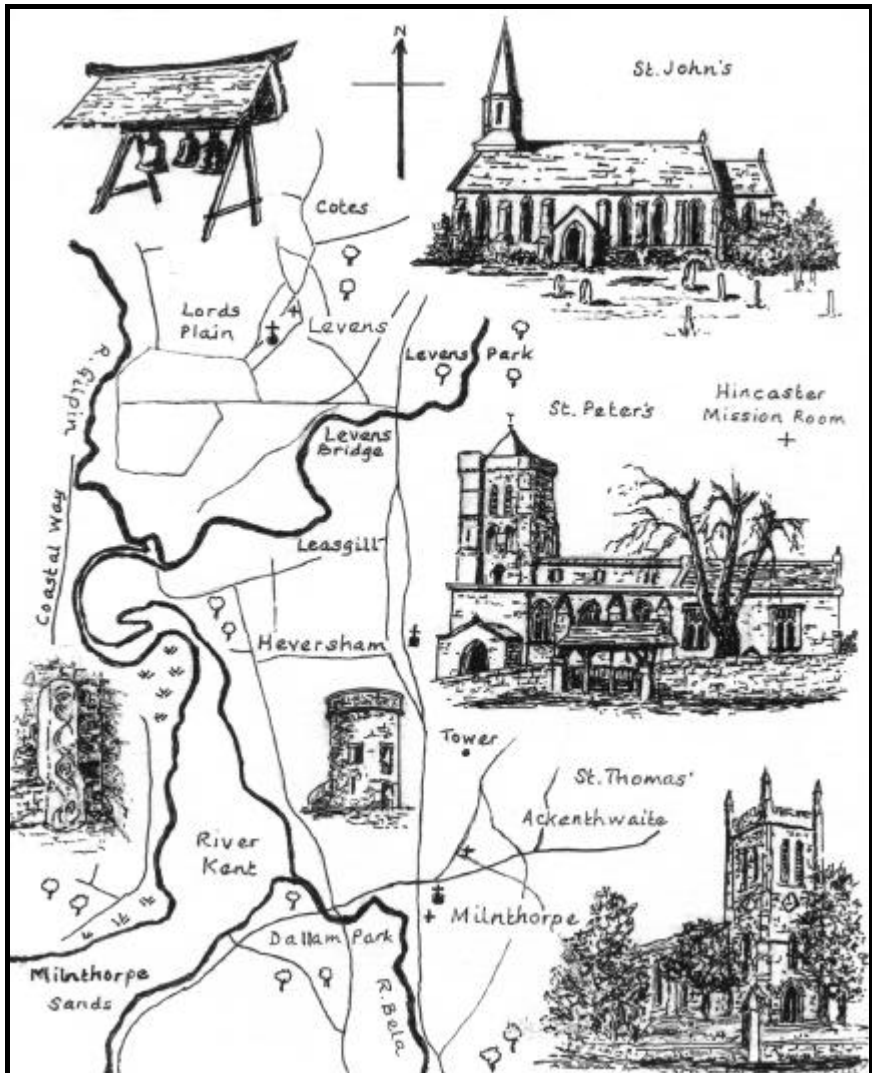 N
St. John's
Cotes
Lords
Plain
Levens
R. Gilpin
Levens Park
St. Peter's
Hincaster
Mission Room
Levens
Bridge
Coastal Way
Leasgill
Heversham
Tower
St. Thomas'
Ackenthwaite
River
Kent
Milnthorpe
Dallam Park
Milnthorpe
Sands
R. Bela